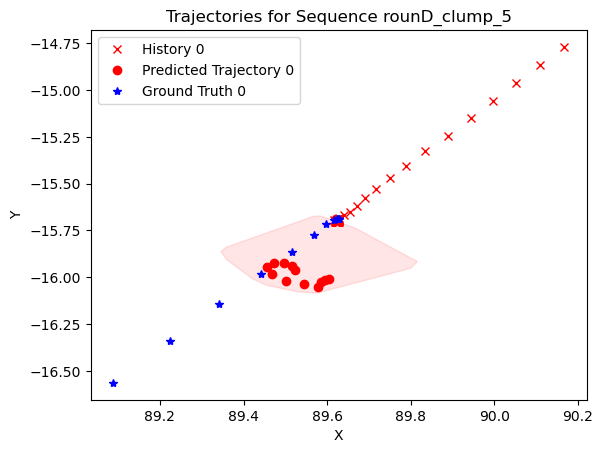 Trajectories for Sequence rounD_clump_5
History 0
Predicted Trajectory 0
Ground Truth 0
Y
−14.75
−15.00
−15.25
−15.50
−15.75
−16.00
−16.25
−16.50
89.2 89.4 89.6 89.8 90.0 90.2
X